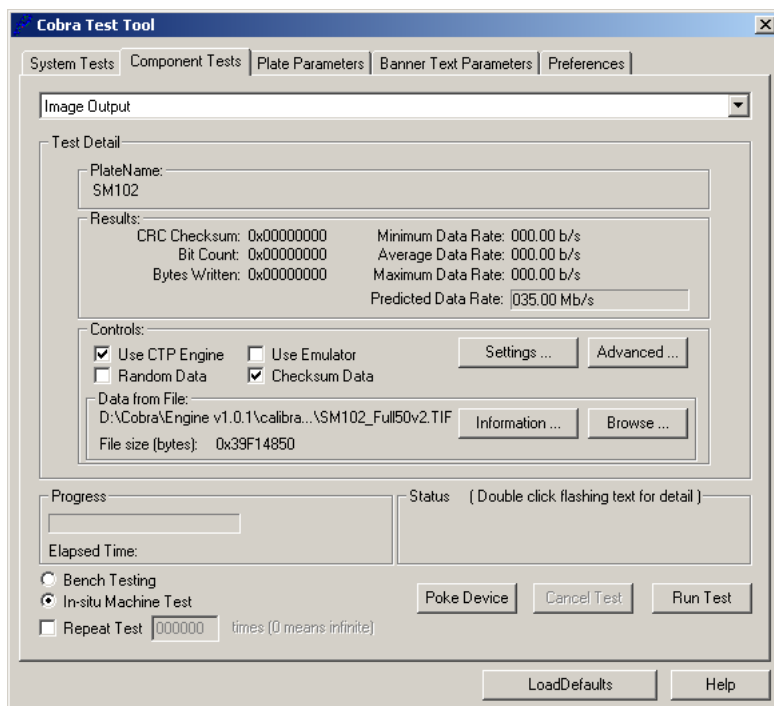 Cobra Test Tool
System Tests Component Tests Plate Parameters Banner Text Parameters Preferences
Image Output
Test Detail
PlateName:
SM102
Results:
CRC Checksum: 0x00000000 Minimum Data Rate: 000.00 b/s
Bit Count: 0x00000000 Average Data Rate: 000.00 b/s
Bytes Written: 0x00000000 Maximum Data Rate: 000.00 b/s
Predicted Data Rate: 035.00 Mb/s
Controls:
Use CTP Engine Use Emulator Settings ... Advanced ...
Random Data Checksum Data
Data from File:
D:\Cobra\Engine v1.0.1\calibra...\SM102_Full50v2.TIF Information ... Browse ...
File size (bytes): 0x39F14850
Progress Status ( Double click flashing text for detail )
Elapsed Time:
Bench Testing
In-situ Machine Test Poke Device Cancel Test Run Test
Repeat Test 000000 times (0 means infinite)
LoadDefaults Help